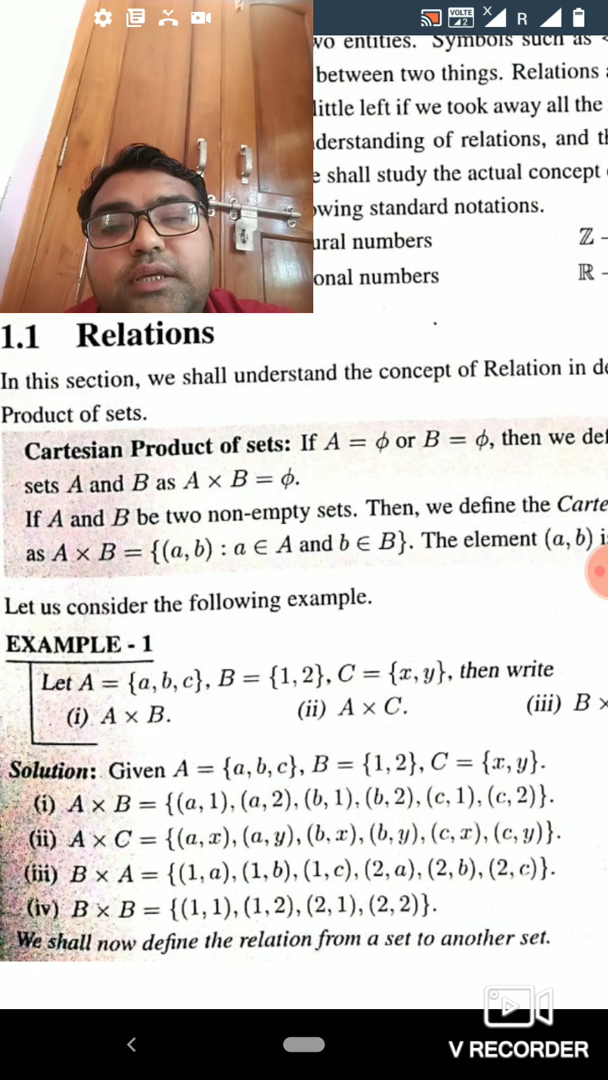 VOLTE 2 X R
wo entities. Symbols such as <
between two things. Relations
little left if we took away all the
derstanding of relations, and th
e shall study the actual concept
owing standard notations.
ural numbers ℤ –
onal numbers ℝ –
1.1 Relations
In this section, we shall understand the concept of Relation in de
Product of sets.
Cartesian Product of sets: If A = ϕ or B = ϕ, then we def
sets A and B as A × B = ϕ.
If A and B be two non-empty sets. Then, we define the Carte
as A × B = {(a, b) : a ∈ A and b ∈ B}. The element (a, b) i
Let us consider the following example.
EXAMPLE - 1
Let A = {a, b, c}, B = {1, 2}, C = {x, y}, then write
(i) A × B. (ii) A × C. (iii) B ×
Solution: Given A = {a, b, c}, B = {1, 2}, C = {x, y}.
(i) A × B = {(a, 1), (a, 2), (b, 1), (b, 2), (c, 1), (c, 2)}.
(ii) A × C = {(a, x), (a, y), (b, x), (b, y), (c, x), (c, y)}.
(iii) B × A = {(1, a), (1, b), (1, c), (2, a), (2, b), (2, c)}.
(iv) B × B = {(1, 1), (1, 2), (2, 1), (2, 2)}.
We shall now define the relation from a set to another set.
V RECORDER